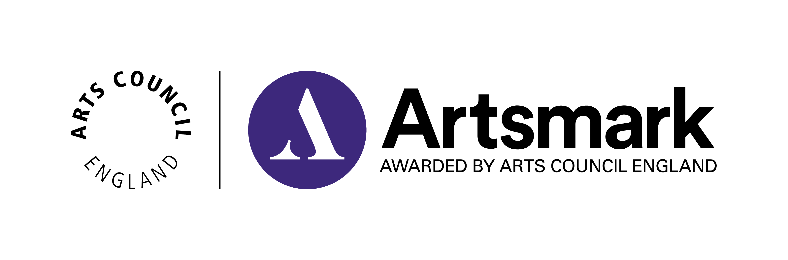 ARTS COUNCIL
ENGLAND
A
Artsmark
AWARDED BY ARTS COUNCIL ENGLAND